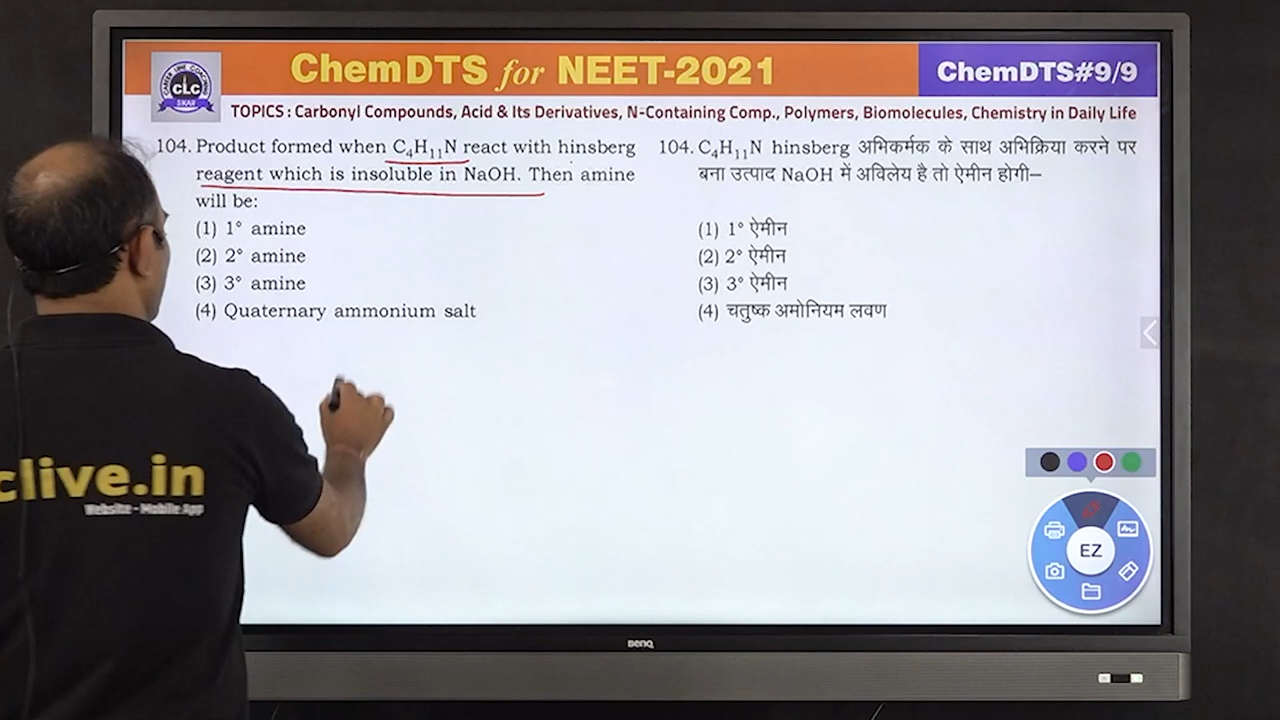 ChemDTS for NEET-2021
ChemDTS#9/9
CAREER LINE COACHING
CLC
SIKAR
TOPICS : Carbonyl Compounds, Acid & Its Derivatives, N-Containing Comp., Polymers, Biomolecules, Chemistry in Daily Life
104. Product formed when C₄H₁₁N react with hinsberg
reagent which is insoluble in NaOH. Then amine
will be:
(1) 1° amine
(2) 2° amine
(3) 3° amine
(4) Quaternary ammonium salt
104. C₄H₁₁N hinsberg अभिकर्मक के साथ अभिक्रिया करने पर
बना उत्पाद NaOH में अविलेय है तो ऐमीन होगी–
(1) 1° ऐमीन
(2) 2° ऐमीन
(3) 3° ऐमीन
(4) चतुष्क अमोनियम लवण
EZ
BenQ
clive.in
Website - Mobile App